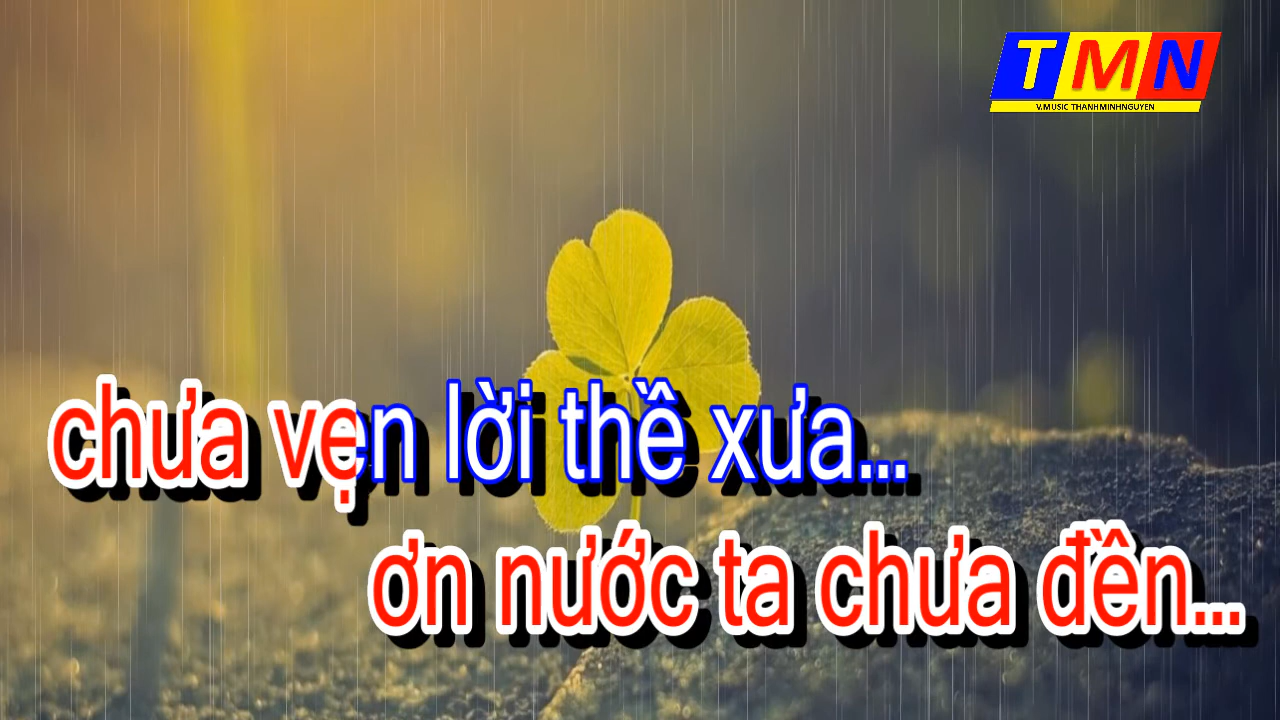 TMN
V.MUSIC THANHMINHNGUYEN
chưa vẹn lời thề xưa...
ơn nước ta chưa đền...